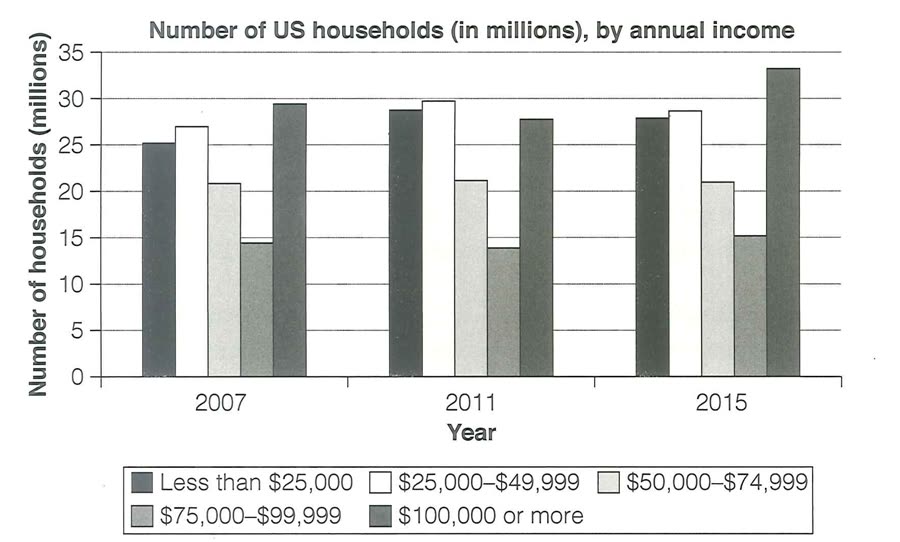 Number of US households (in millions), by annual income
Number of households (millions)
35
30
25
20
15
10
5
0
2007 2011 2015
Year
Less than $25,000 $25,000–$49,999 $50,000–$74,999
$75,000–$99,999 $100,000 or more